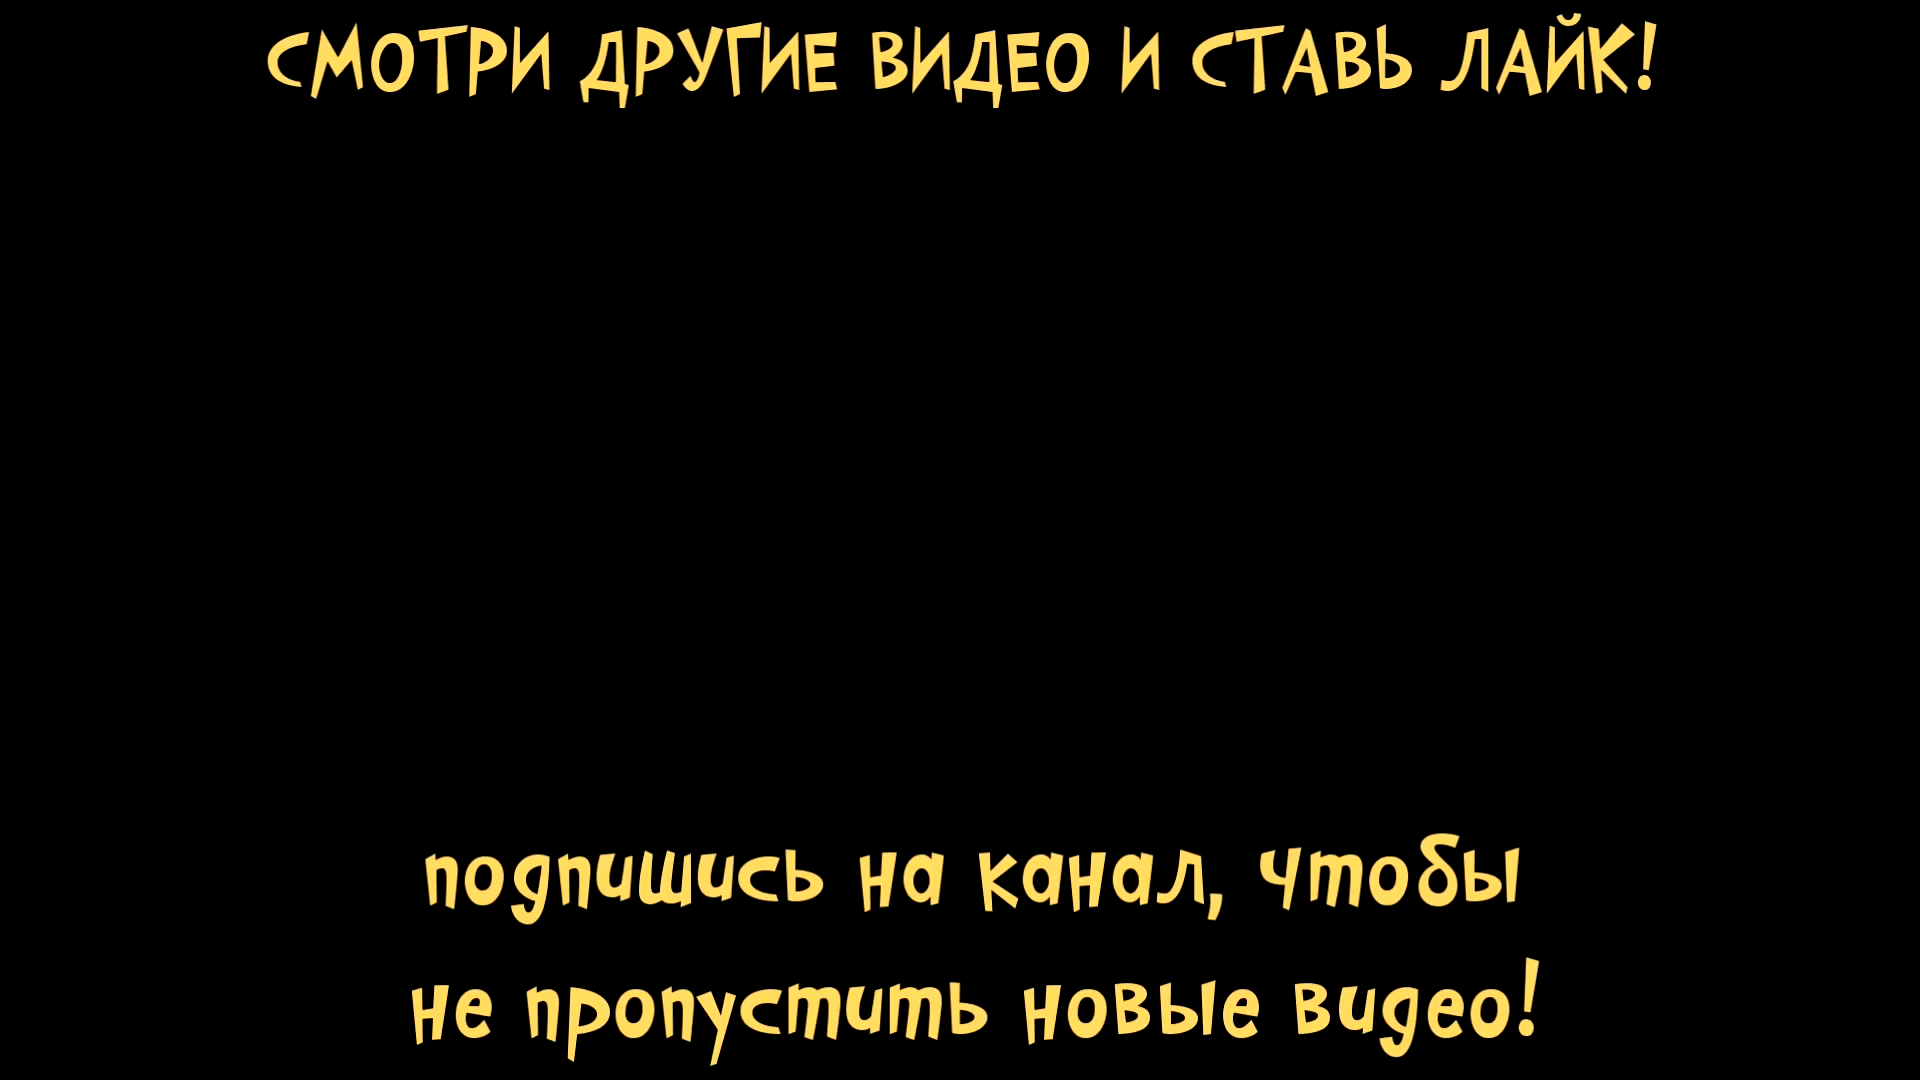 СМОТРИ ДРУГИЕ ВИДЕО И СТАВЬ ЛАЙК!
подпишись на канал, чтобы
не пропустить новые видео!